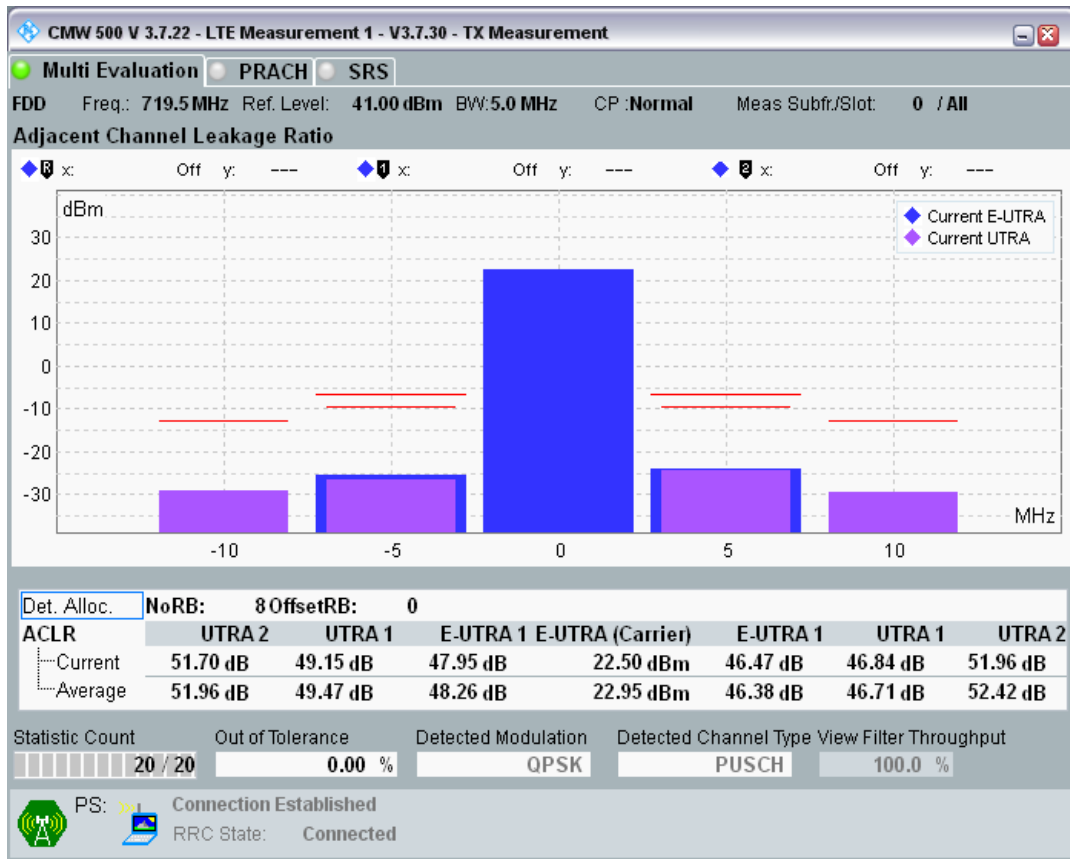 CMW 500 V 3.7.22 - LTE Measurement 1 - V3.7.30 - TX Measurement
Multi Evaluation PRACH SRS
FDD Freq.: 719.5 MHz Ref. Level: 41.00 dBm BW:5.0 MHz CP :Normal Meas Subfr./Slot: 0 / All
Adjacent Channel Leakage Ratio
R x: Off y: --- 1 x: Off y: --- 2 x: Off y: ---
dBm
Current E-UTRA
Current UTRA
30
20
10
0
-10
-20
-30
MHz
-10 -5 0 5 10
Det. Alloc. NoRB: 8 OffsetRB: 0
ACLR UTRA 2 UTRA 1 E-UTRA 1 E-UTRA (Carrier) E-UTRA 1 UTRA 1 UTRA 2
Current 51.70 dB 49.15 dB 47.95 dB 22.50 dBm 46.47 dB 46.84 dB 51.96 dB
Average 51.96 dB 49.47 dB 48.26 dB 22.95 dBm 46.38 dB 46.71 dB 52.42 dB
Statistic Count Out of Tolerance Detected Modulation Detected Channel Type View Filter Throughput
20 / 20 0.00 % QPSK PUSCH 100.0 %
PS: Connection Established
RRC State: Connected